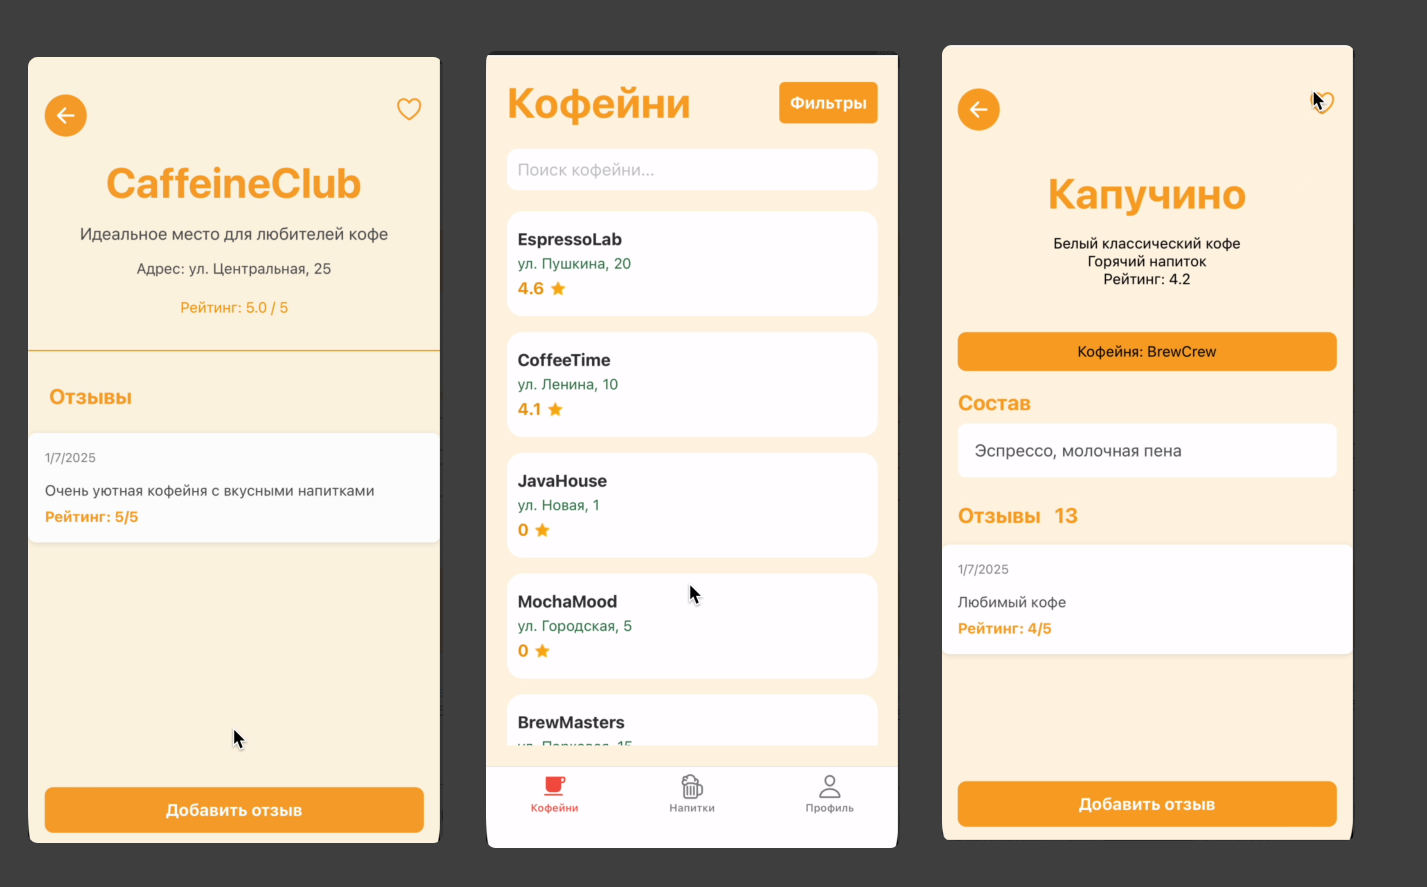 CaffeineClub
Идеальное место для любителей кофе
Адрес: ул. Центральная, 25
Рейтинг: 5.0 / 5
Отзывы
1/7/2025
Очень уютная кофейня с вкусными напитками
Рейтинг: 5/5
Добавить отзыв
Кофейни
Фильтры
Поиск кофейни...
EspressoLab
ул. Пушкина, 20
4.6
CoffeeTime
ул. Ленина, 10
4.1
JavaHouse
ул. Новая, 1
0
MochaMood
ул. Городская, 5
0
BrewMasters
ул. Парковая, 15
Кофейни
Напитки
Профиль
Капучино
Белый классический кофе
Горячий напиток
Рейтинг: 4.2
Кофейня: BrewCrew
Состав
Эспрессо, молочная пена
Отзывы 13
1/7/2025
Любимый кофе
Рейтинг: 4/5
Добавить отзыв